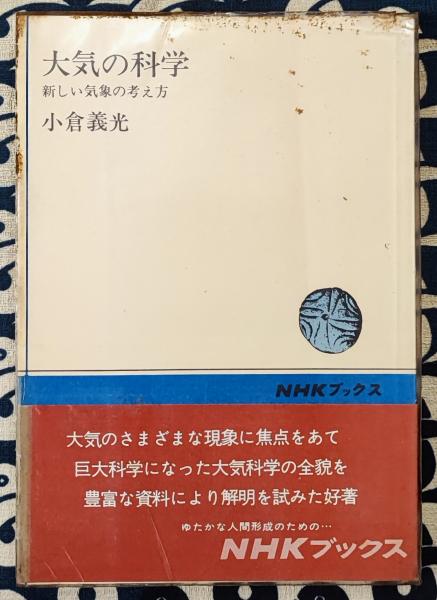 大気の科学
新しい気象の考え方
小倉義光
NHKブックス
大気のさまざまな現象に焦点をあて
巨大科学になった大気科学の全貌を
豊富な資料により解明を試みた好著
ゆたかな人間形成のための…
NHKブックス